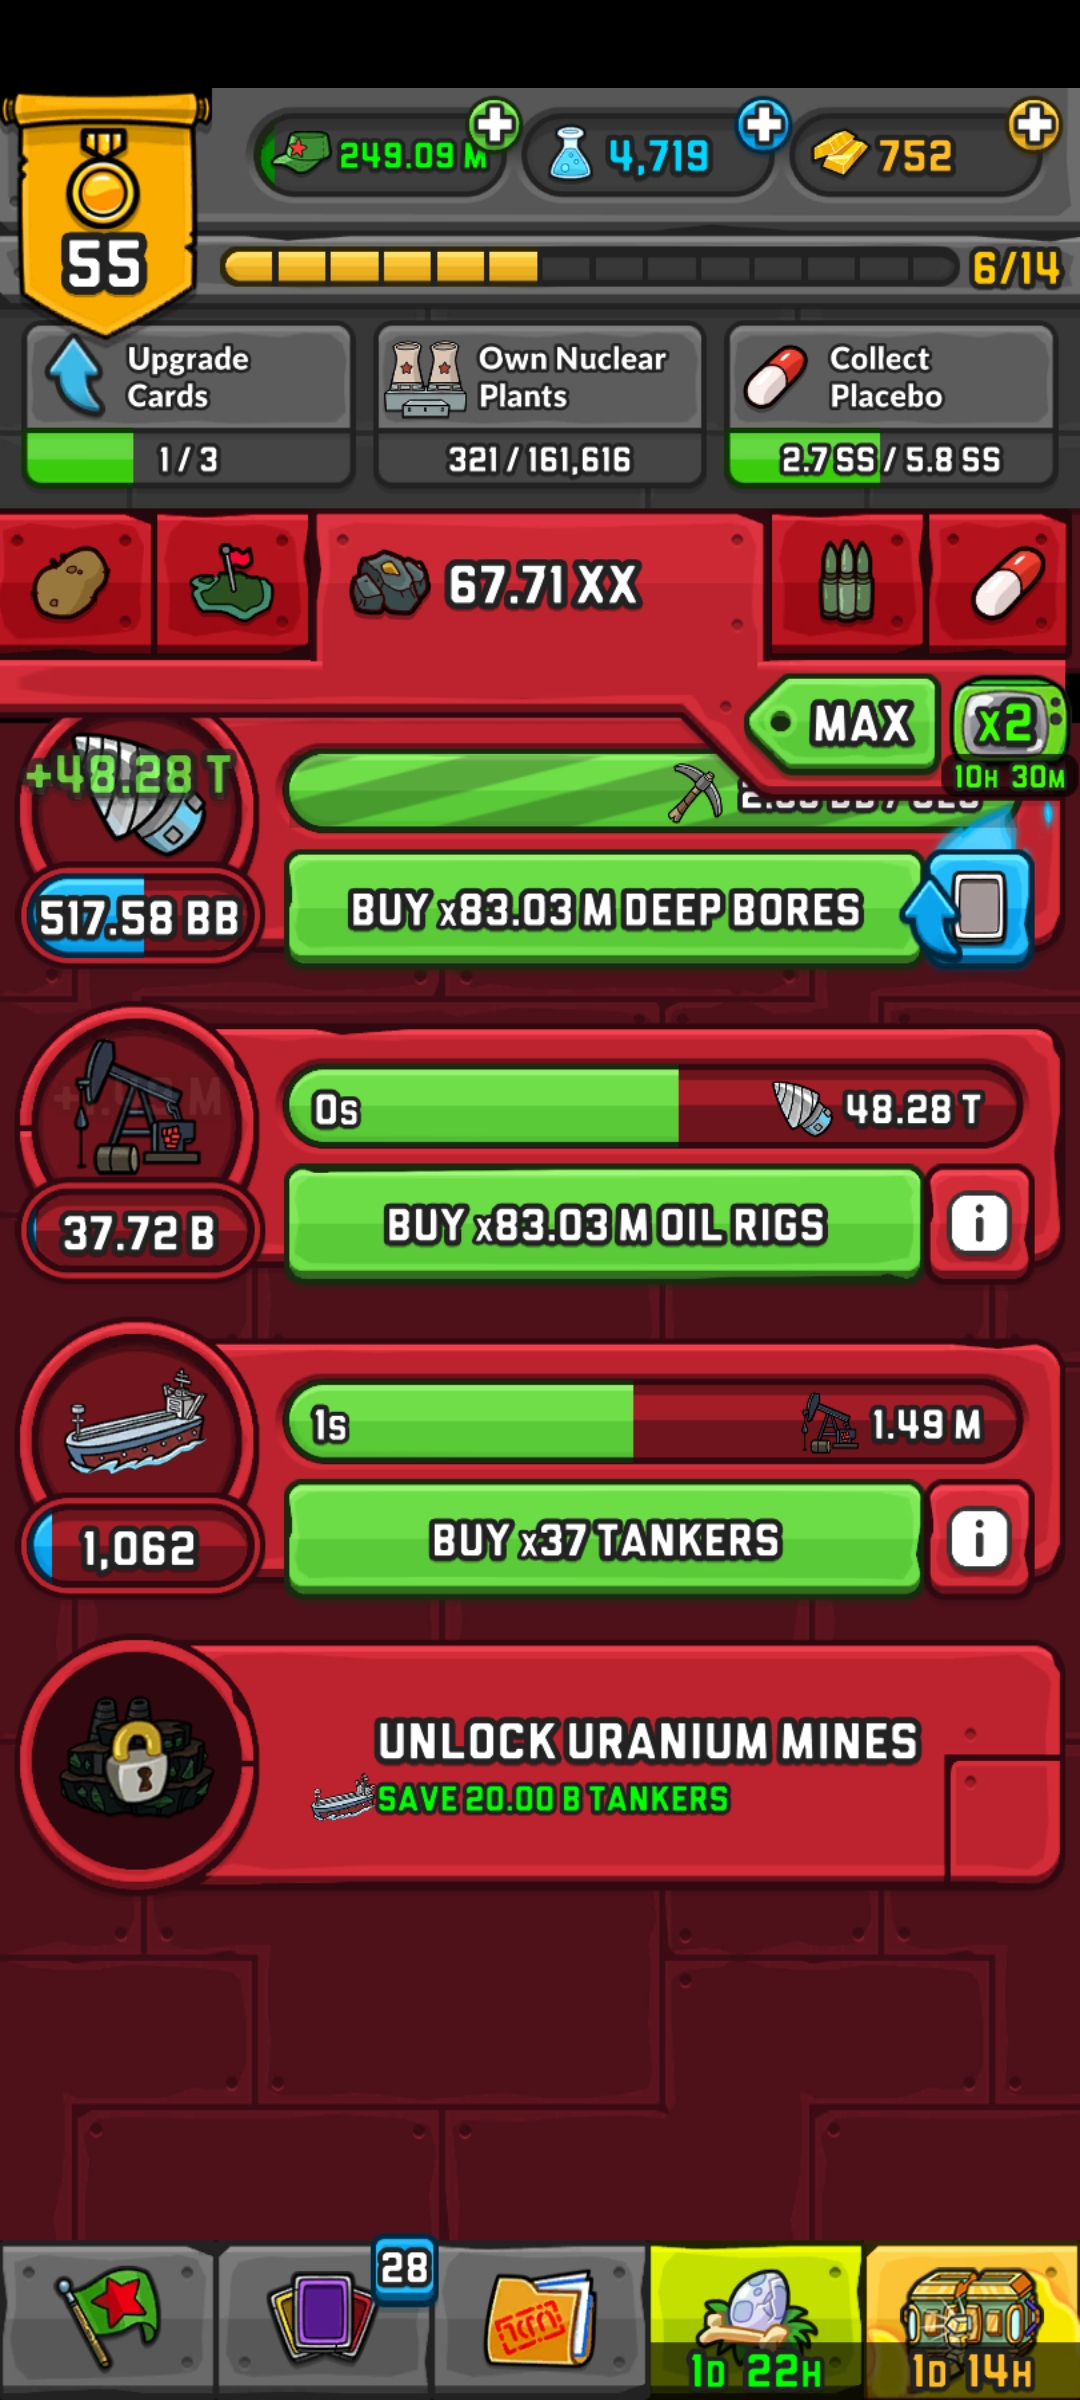 55
249.09 M
4,719
752
6/14
Upgrade
Cards
1 / 3
Own Nuclear
Plants
321 / 161,616
Collect
Placebo
2.7 SS / 5.8 SS
67.71 XX
MAX
x2
10H 30M
+48.28 T
517.58 BB
BUY x83.03 M DEEP BORES
0s
48.28 T
37.72 B
BUY x83.03 M OIL RIGS
i
1s
1.49 M
1,062
BUY x37 TANKERS
i
UNLOCK URANIUM MINES
SAVE 20.00 B TANKERS
28
1D 22H
1D 14H